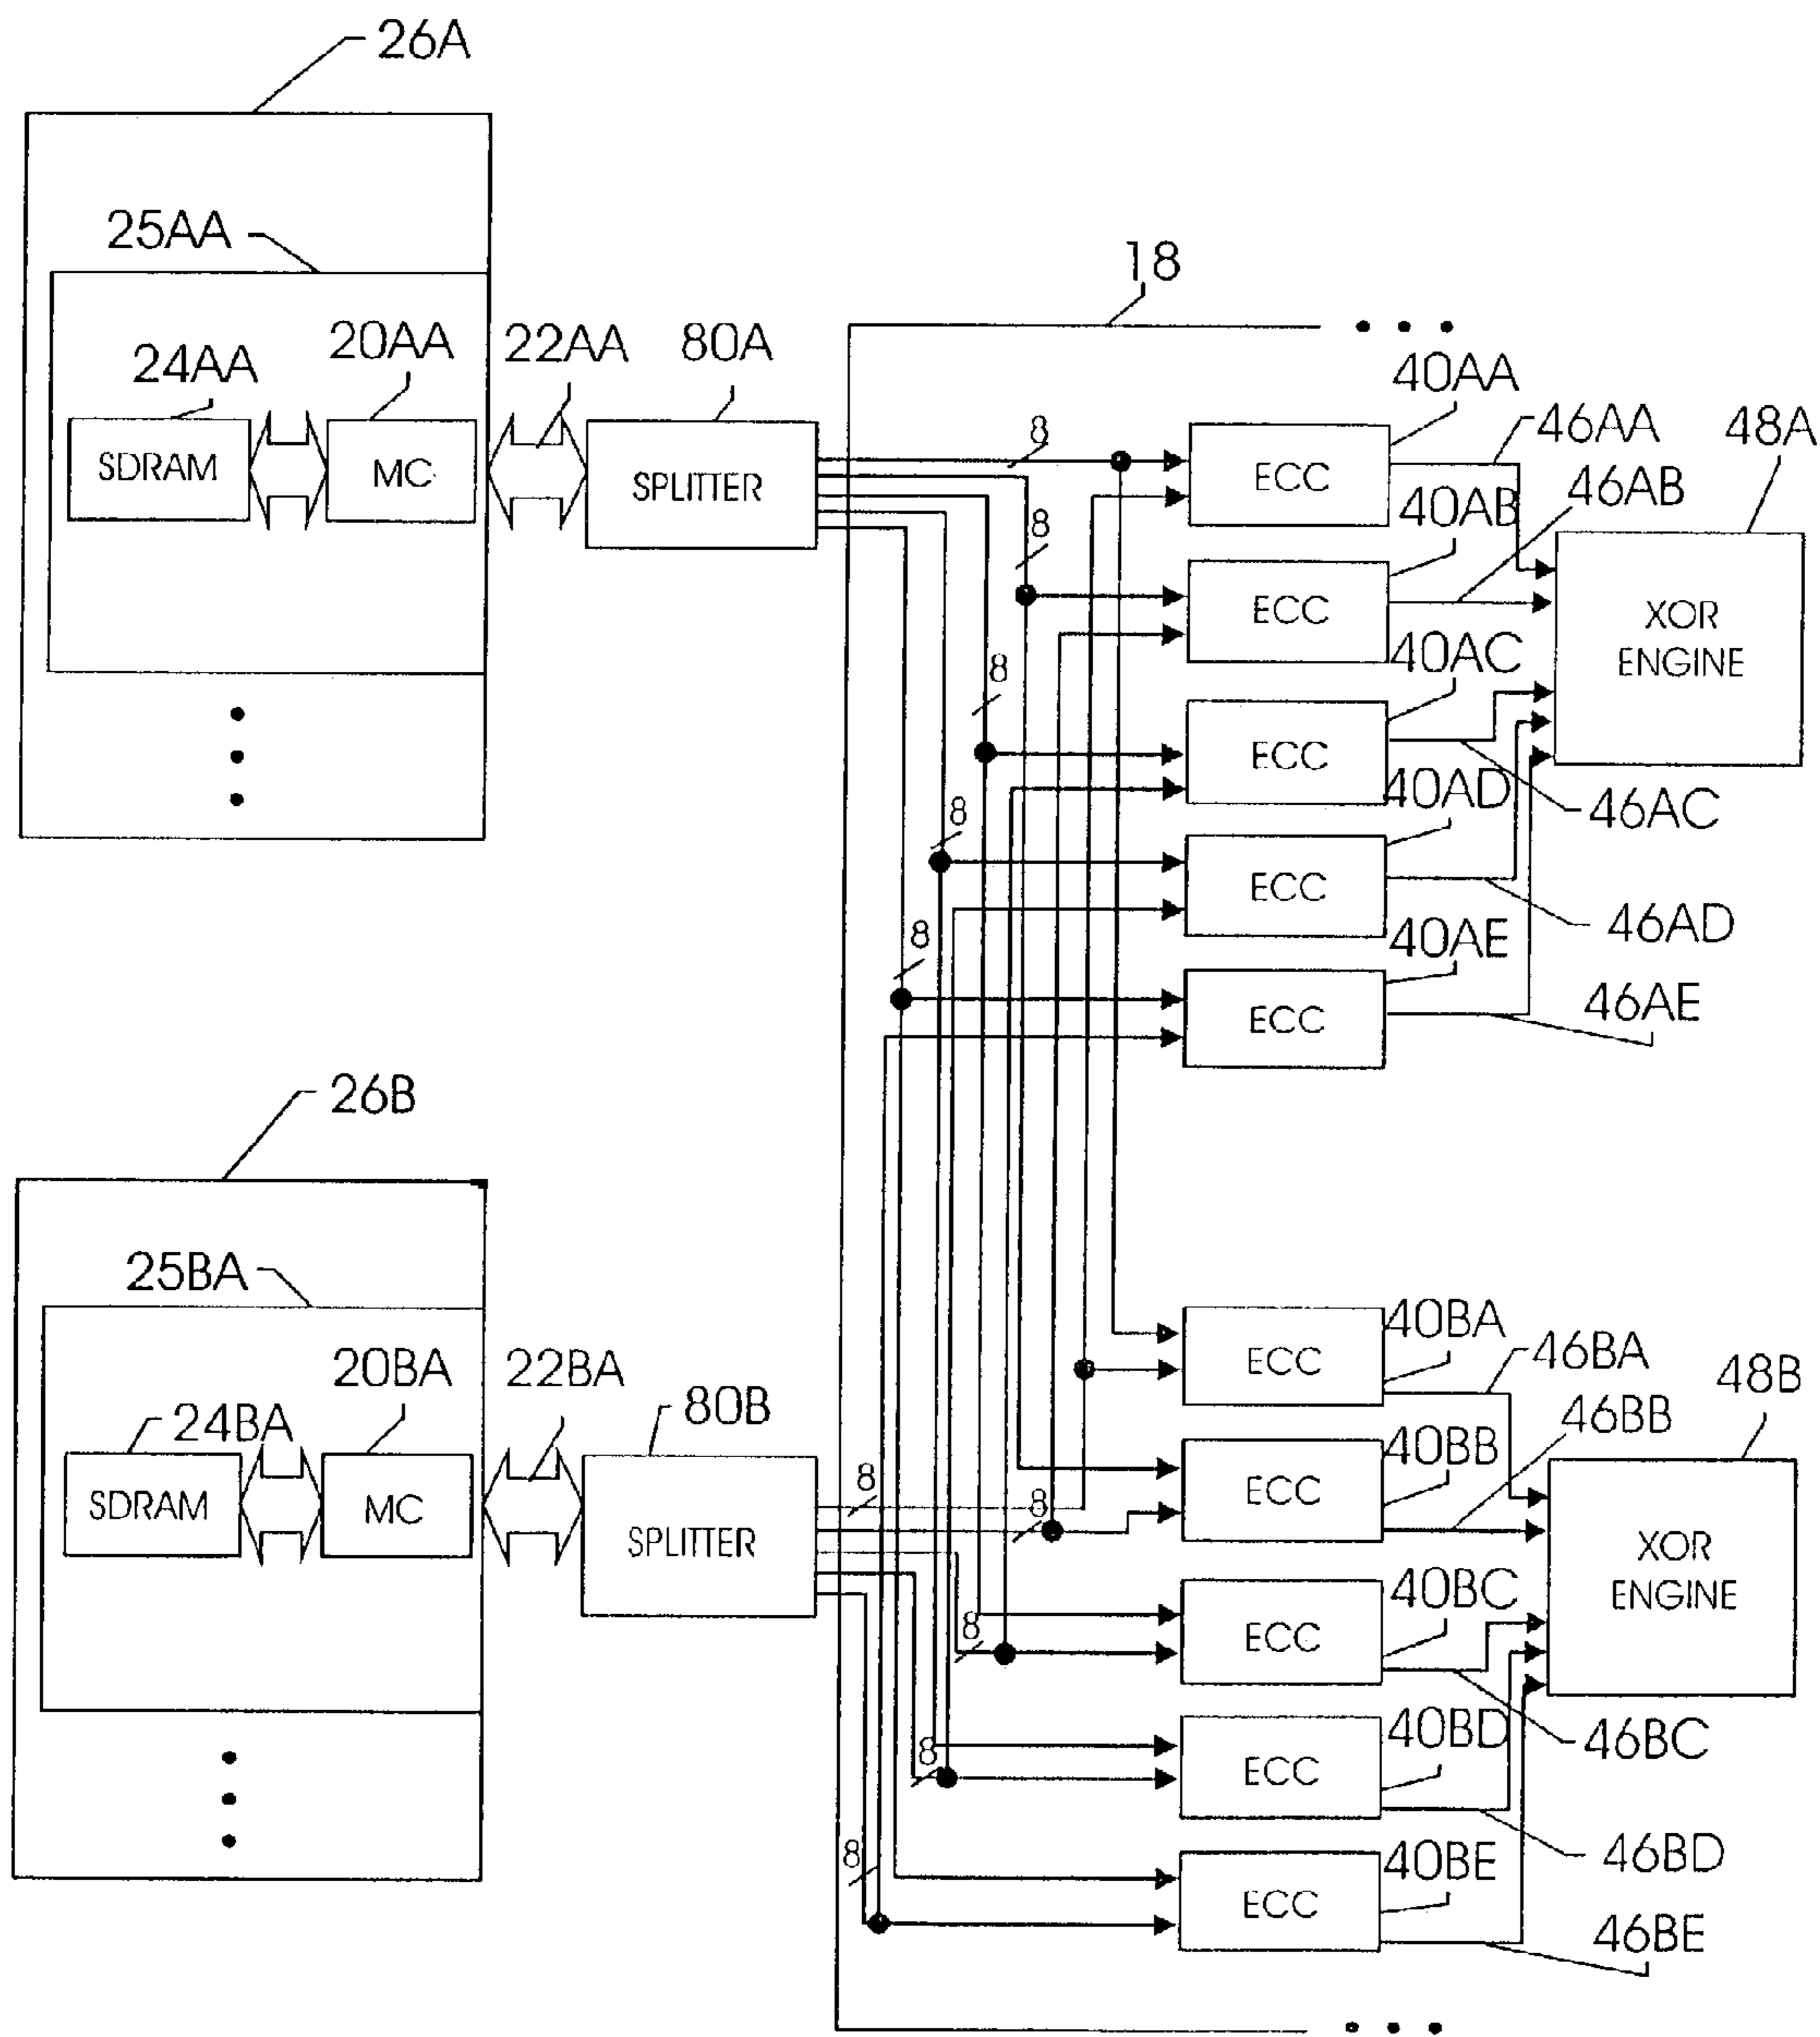 26A
25AA
18
24AA
20AA
22AA
80A
40AA
46AA
48A
SDRAM
MC
SPLITTER
8
ECC
40AB
46AB
8
ECC
XOR
ENGINE
40AC
8
ECC
40AD
46AC
8
ECC
46AD
40AE
8
ECC
46AE
26B
25BA
40BA
46BA
24BA
20BA
22BA
80B
ECC
46BB
48B
40BB
SDRAM
MC
SPLITTER
8
8
ECC
XOR
ENGINE
40BC
8
ECC
40BD
46BC
8
ECC
46BD
40BE
8
ECC
46BE